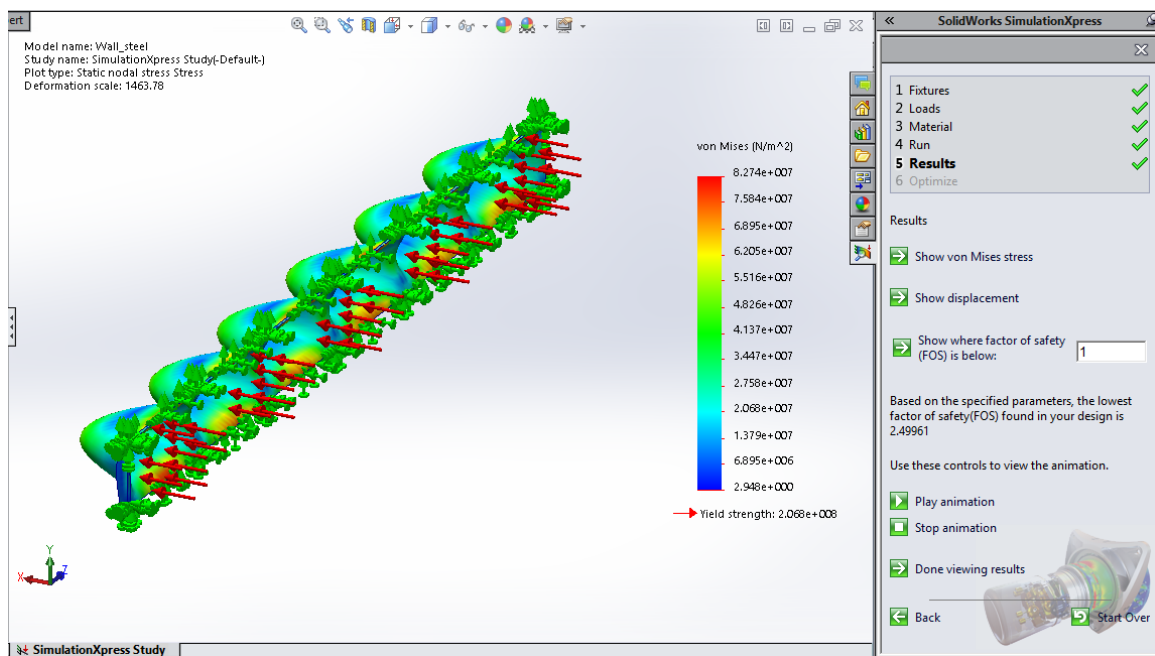 ert
SolidWorks SimulationXpress
Model name: Wall_steel
Study name: SimulationXpress Study(-Default-)
Plot type: Static nodal stress Stress
Deformation scale: 1463.78
von Mises (N/m^2)
8.274e+007
7.584e+007
6.895e+007
6.205e+007
5.516e+007
4.826e+007
4.137e+007
3.447e+007
2.758e+007
2.068e+007
1.379e+007
6.895e+006
2.948e+000
Yield strength: 2.068e+008
Y
X
Z
SimulationXpress Study
1 Fixtures
2 Loads
3 Material
4 Run
5 Results
6 Optimize
Results
Show von Mises stress
Show displacement
Show where factor of safety
(FOS) is below:
1
Based on the specified parameters, the lowest
factor of safety(FOS) found in your design is
2.49961
Use these controls to view the animation.
Play animation
Stop animation
Done viewing results
Back
Start Over